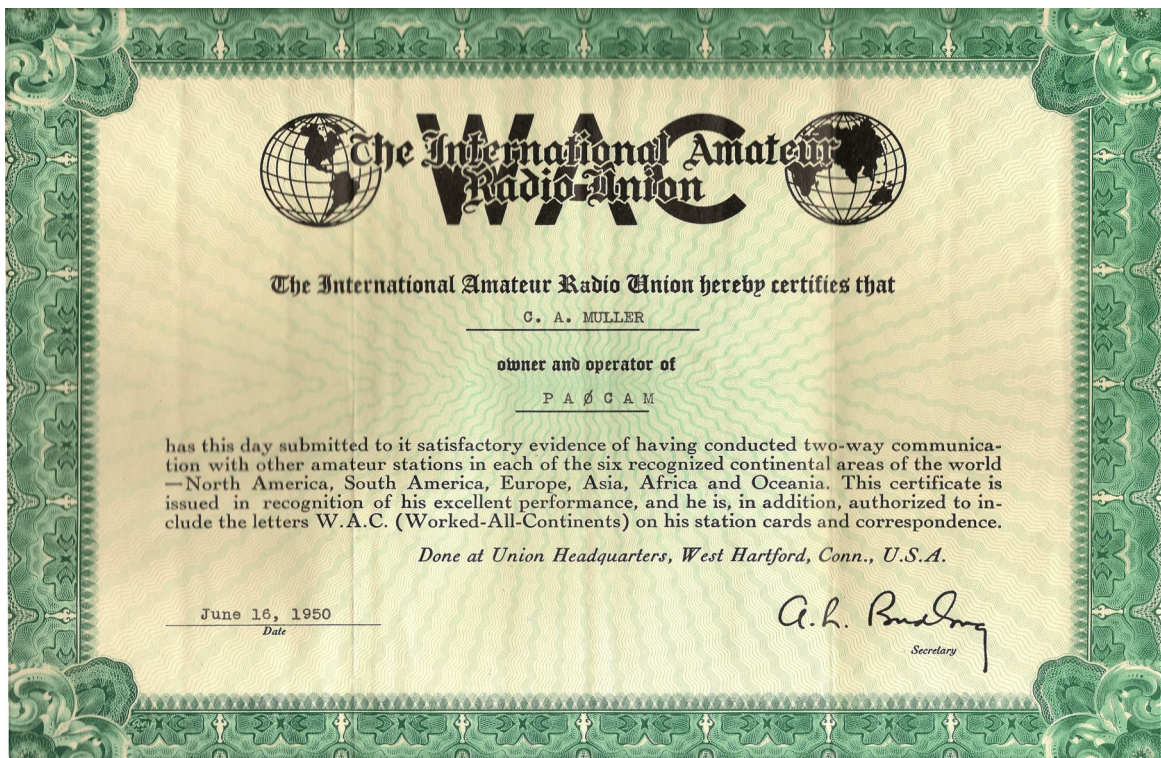 WAC
The International Amateur
Radio Union
The International Amateur Radio Union hereby certifies that
C. A. MULLER
owner and operator of
PAØCAM
has this day submitted to it satisfactory evidence of having conducted two-way communica-
tion with other amateur stations in each of the six recognized continental areas of the world
—North America, South America, Europe, Asia, Africa and Oceania. This certificate is
issued in recognition of his excellent performance, and he is, in addition, authorized to in-
clude the letters W.A.C. (Worked-All-Continents) on his station cards and correspondence.
Done at Union Headquarters, West Hartford, Conn., U.S.A.
June 16, 1950
Date
A. L. Budlong
Secretary